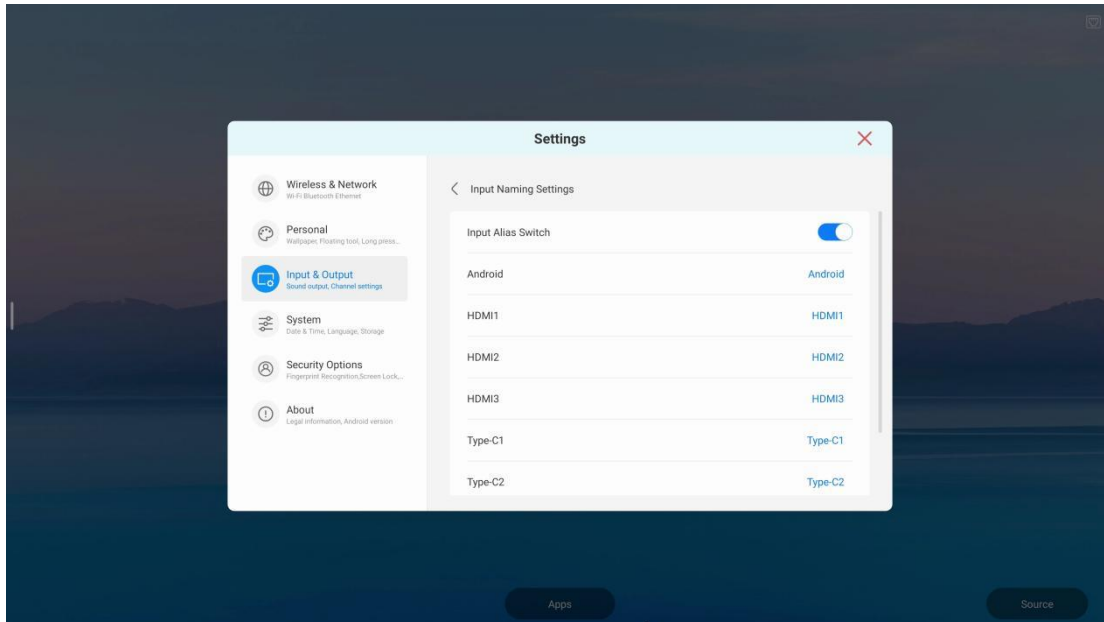 Settings
Wireless & Network
Wi-Fi Bluetooth Ethernet
Personal
Wallpaper, Floating tool, Long press...
Input & Output
Sound output, Channel settings
System
Date & Time, Language, Storage
Security Options
Fingerprint Recognition,Screen Lock,...
About
Legal information, Android version
Input Naming Settings
Input Alias Switch
Android Android
HDMI1 HDMI1
HDMI2 HDMI2
HDMI3 HDMI3
Type-C1 Type-C1
Type-C2 Type-C2
Apps
Source